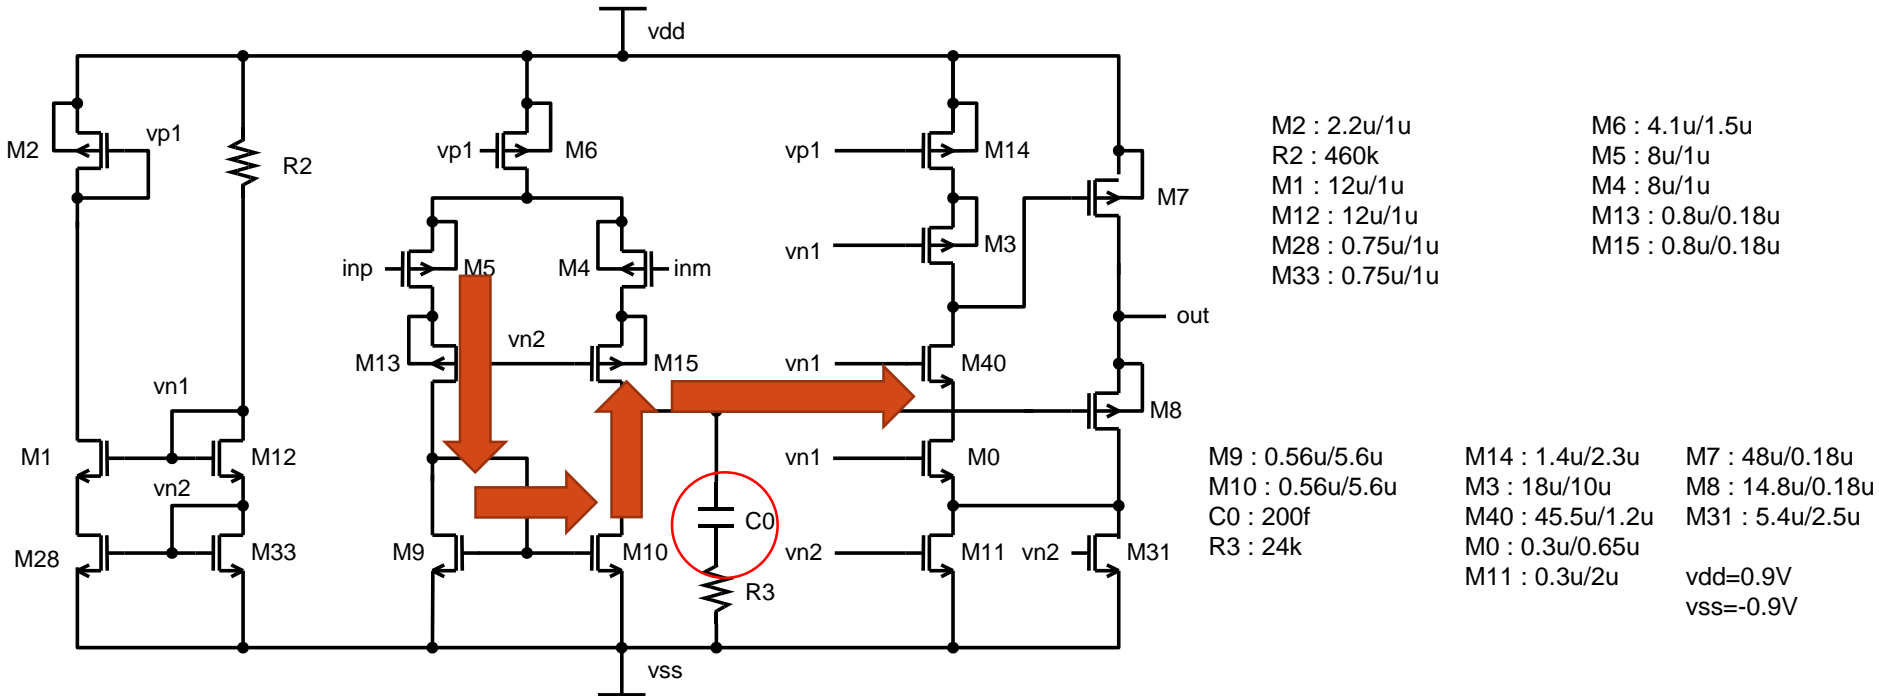 vdd
M2
vp1
R2
vp1
M6
vp1
M14
M7
vn1
M3
inp
M5
M4
inm
out
M13
vn2
M15
vn1
M40
vn1
M8
M1
M12
vn1
M0
vn2
M28
M33
M9
M10
C0
R3
vn2
M11
vn2
M31
vss
M2 : 2.2u/1u
R2 : 460k
M1 : 12u/1u
M12 : 12u/1u
M28 : 0.75u/1u
M33 : 0.75u/1u
M6 : 4.1u/1.5u
M5 : 8u/1u
M4 : 8u/1u
M13 : 0.8u/0.18u
M15 : 0.8u/0.18u
M9 : 0.56u/5.6u
M10 : 0.56u/5.6u
C0 : 200f
R3 : 24k
M14 : 1.4u/2.3u
M3 : 18u/10u
M40 : 45.5u/1.2u
M0 : 0.3u/0.65u
M11 : 0.3u/2u
M7 : 48u/0.18u
M8 : 14.8u/0.18u
M31 : 5.4u/2.5u
vdd=0.9V
vss=-0.9V